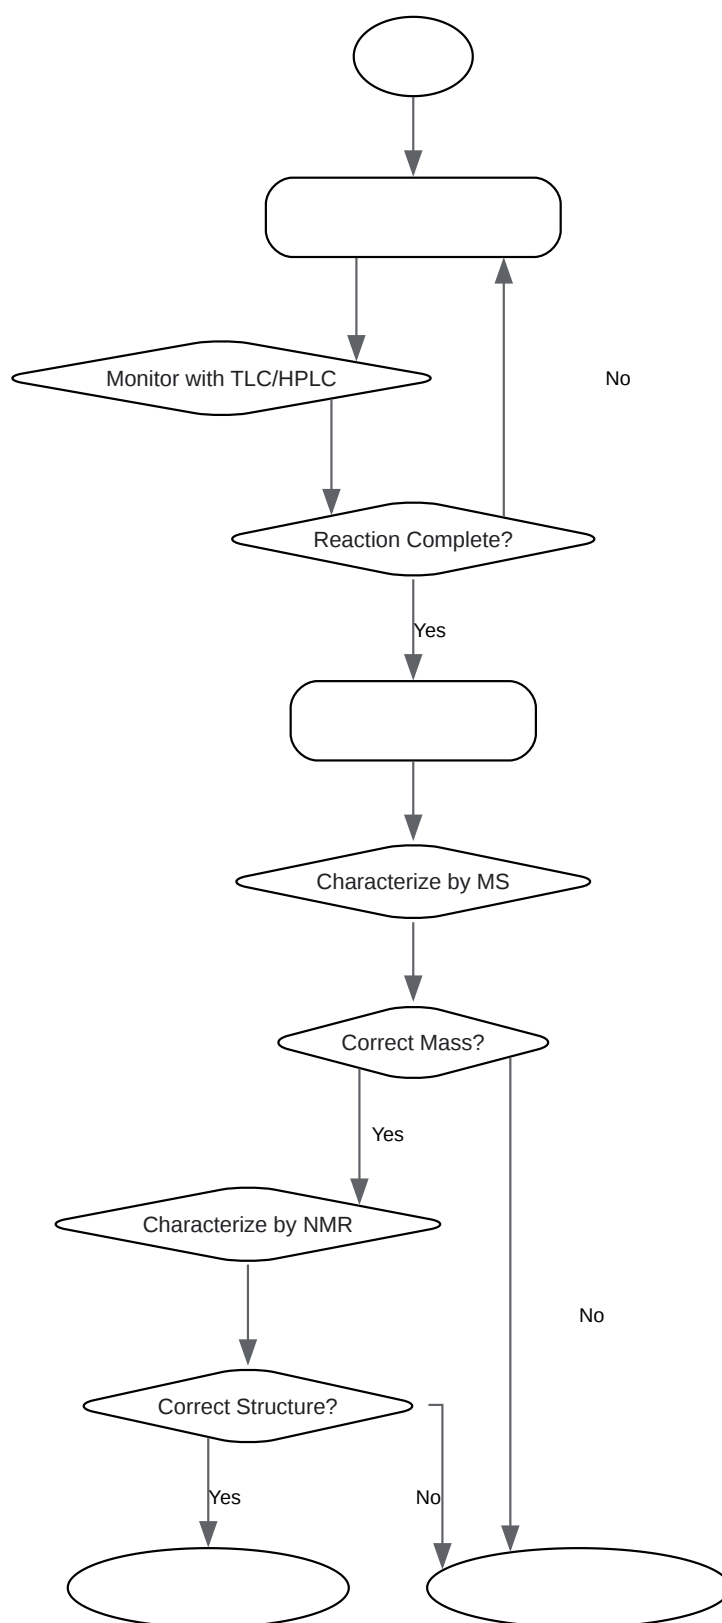 Monitor with TLC/HPLC
No
Reaction Complete?
Yes
Characterize by MS
Correct Mass?
Yes
Characterize by NMR
No
Correct Structure?
Yes
No